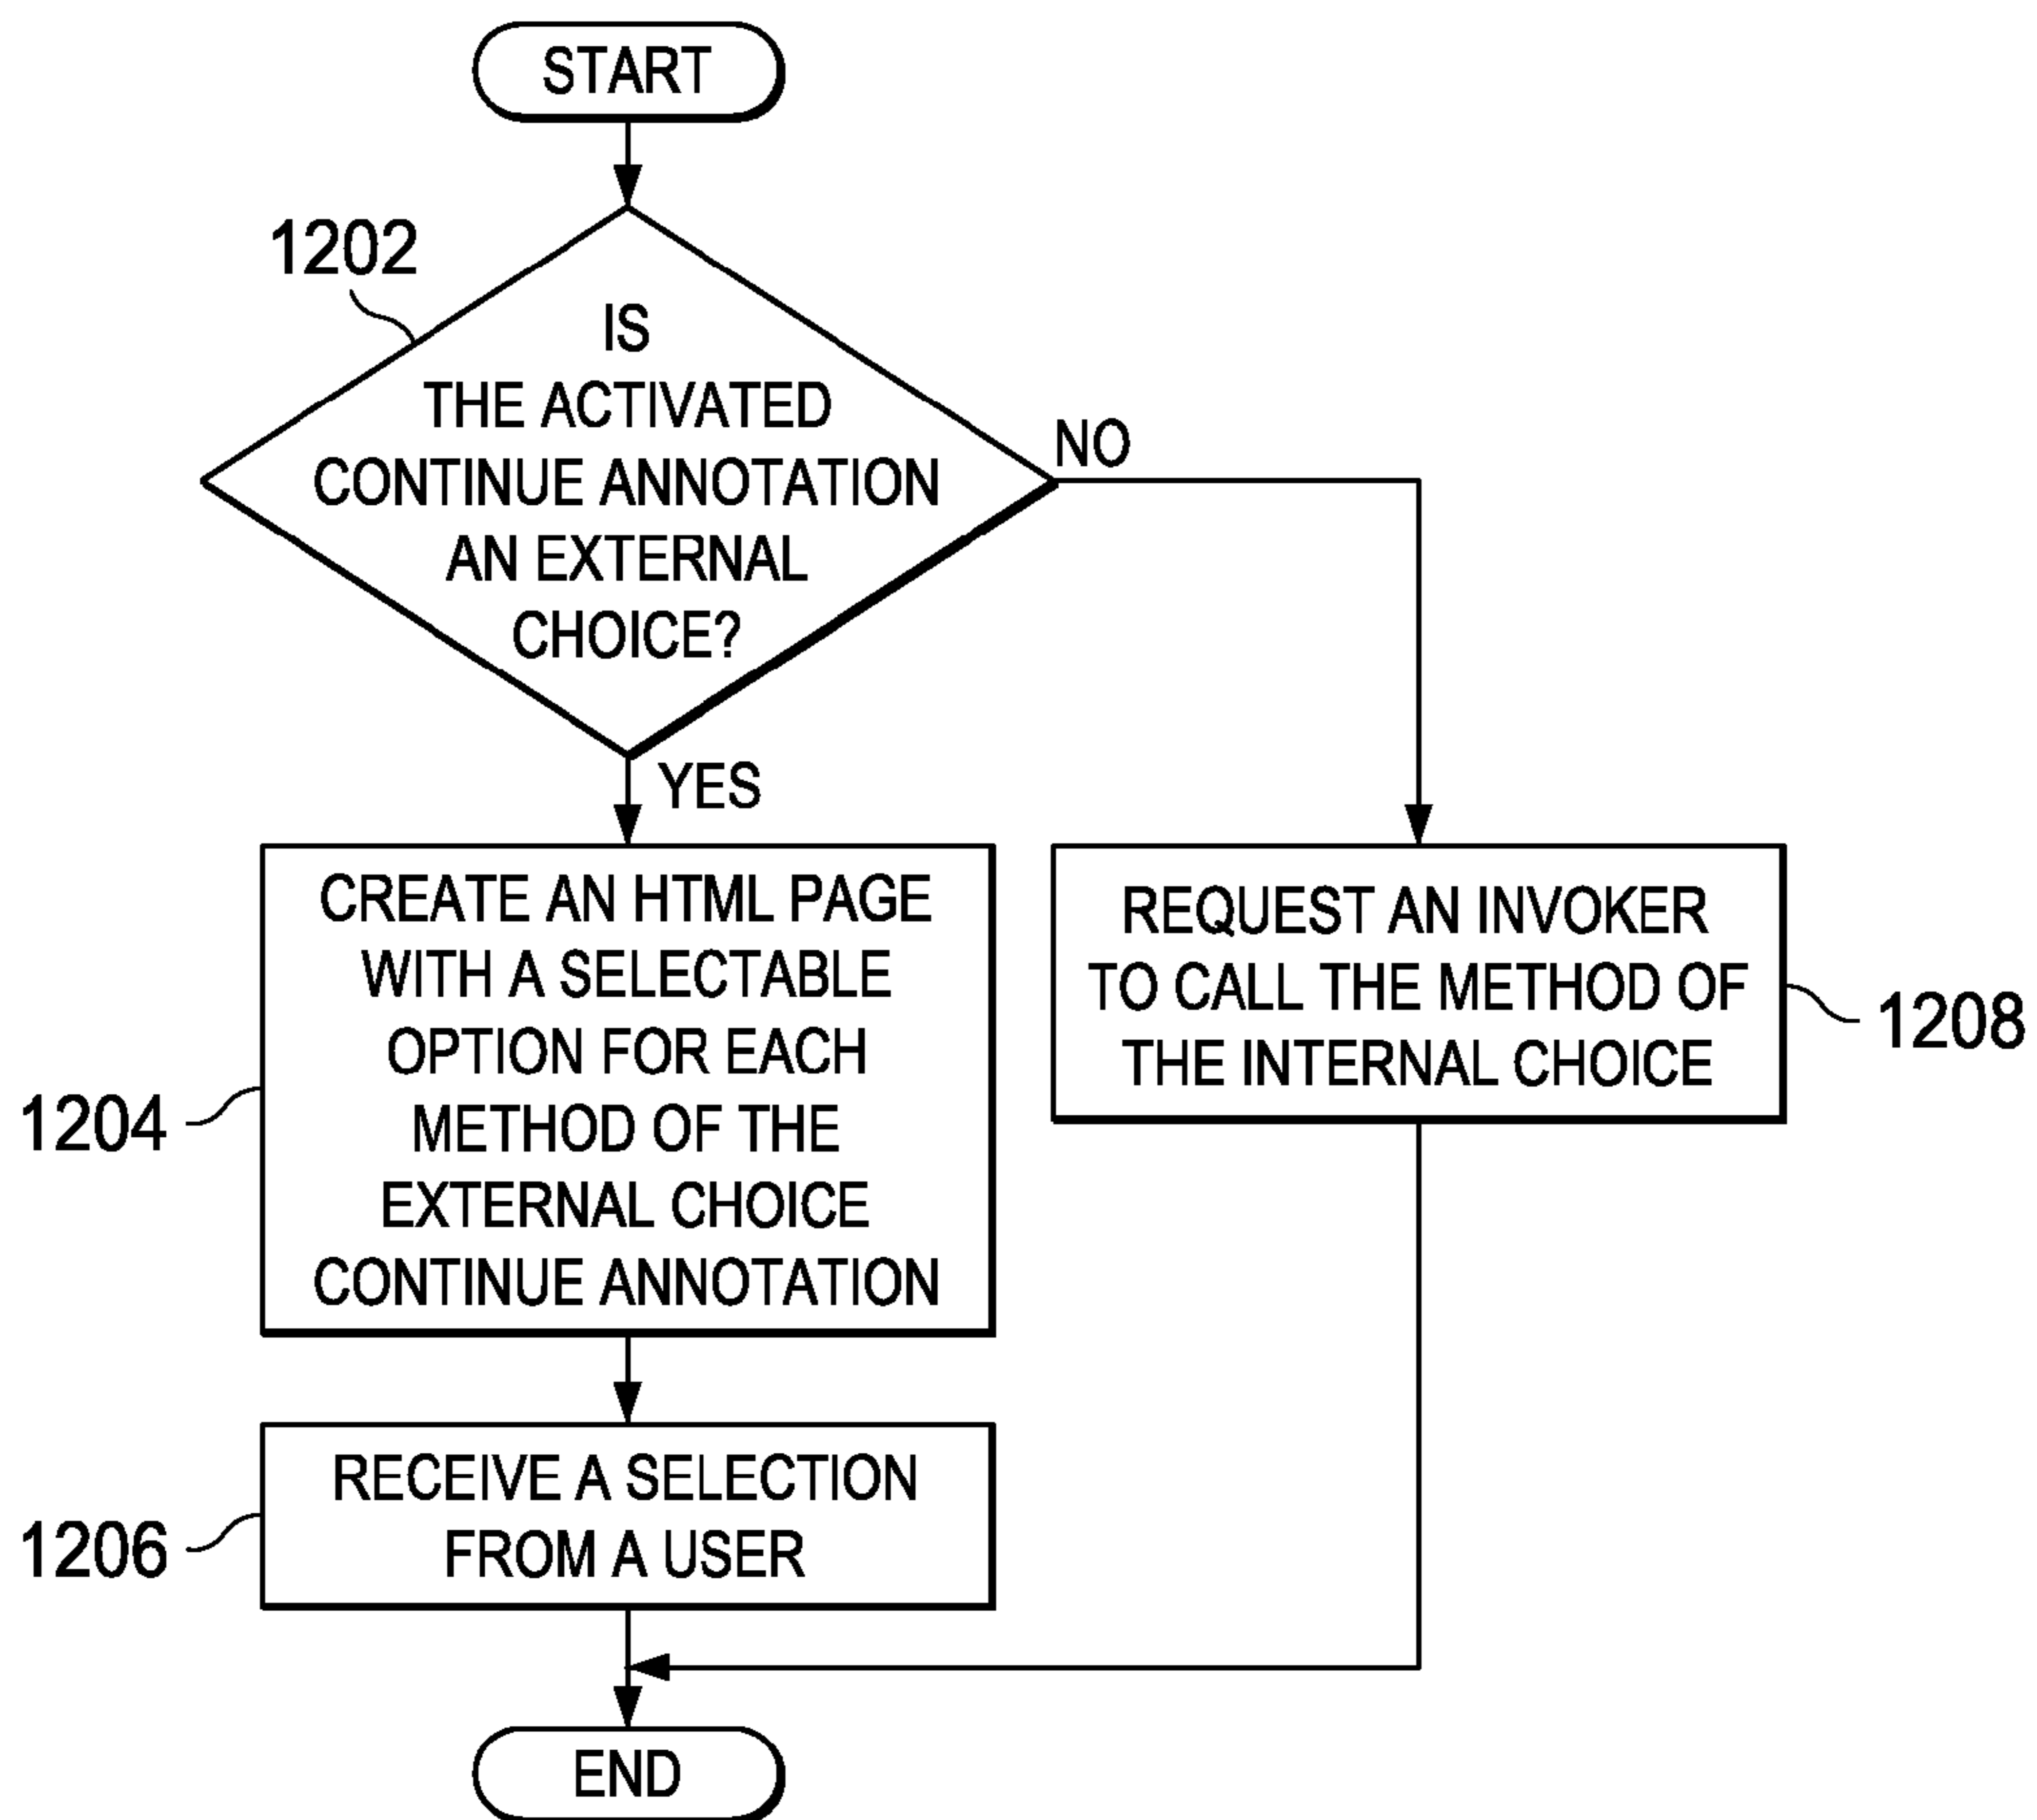 START
1202
IS
THE ACTIVATED
CONTINUE ANNOTATION
AN EXTERNAL
CHOICE?
NO
YES
CREATE AN HTML PAGE
WITH A SELECTABLE
OPTION FOR EACH
METHOD OF THE
EXTERNAL CHOICE
CONTINUE ANNOTATION
1204
REQUEST AN INVOKER
TO CALL THE METHOD OF
THE INTERNAL CHOICE
1208
RECEIVE A SELECTION
FROM A USER
1206
END